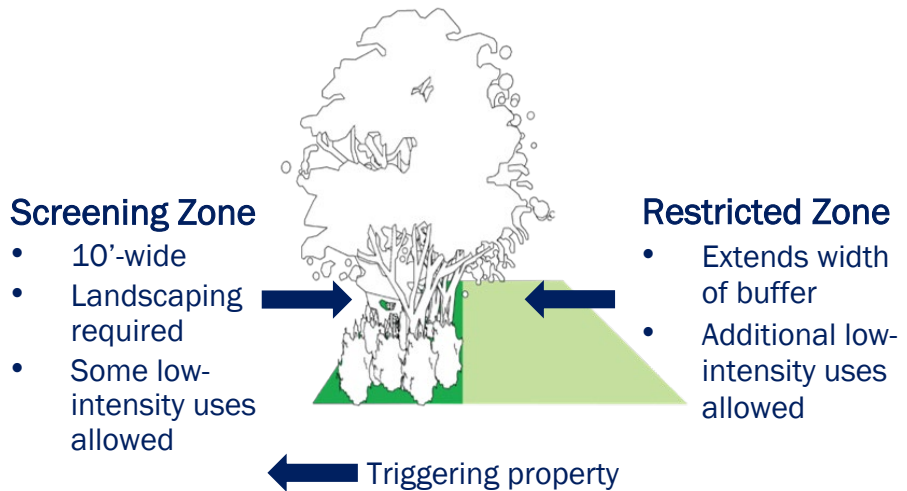 Screening Zone
• 10’-wide
• Landscaping
required
• Some low-
intensity uses
allowed
Restricted Zone
• Extends width
of buffer
• Additional low-
intensity uses
allowed
Triggering property